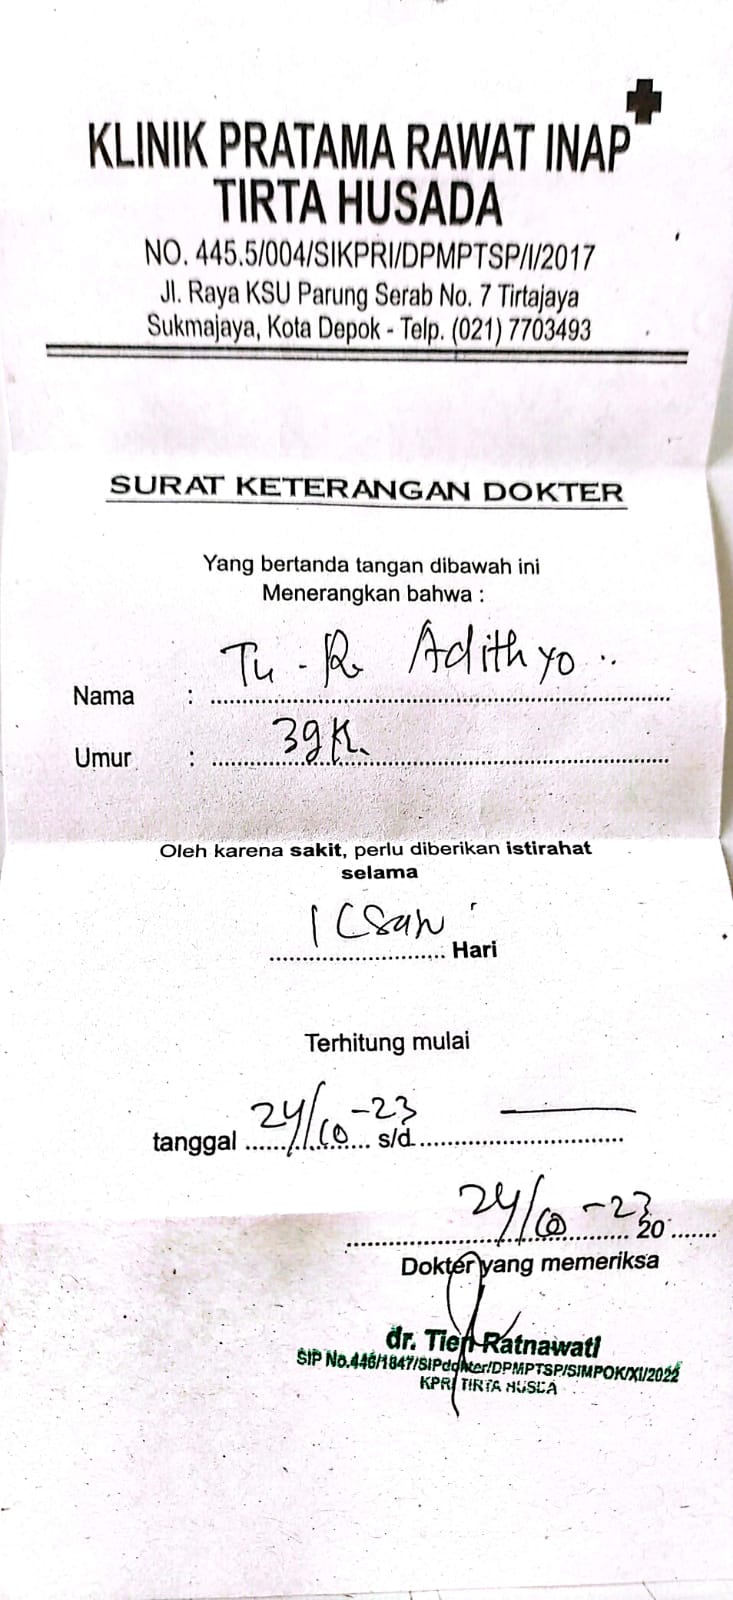 KLINIK PRATAMA RAWAT INAP
TIRTA HUSADA
NO. 445.5/004/SIKPRI/DPMPTSP/I/2017
Jl. Raya KSU Parung Serab No. 7 Tirtajaya
Sukmajaya, Kota Depok - Telp. (021) 7703493
SURAT KETERANGAN DOKTER
Yang bertanda tangan dibawah ini
Menerangkan bahwa :
Nama : Adithyo
Umur :
Oleh karena sakit, perlu diberikan istirahat
selama
1 (Satu) Hari
Terhitung mulai
tanggal 24/10-23 s/d
24/10-23 20
Dokter yang memeriksa
dr. Tien Ratnawati
SIP No.446/1847/SIPdokter/DPMPTSP/SIMPOK/XI/2022
KPRI TIRTA HUSADA